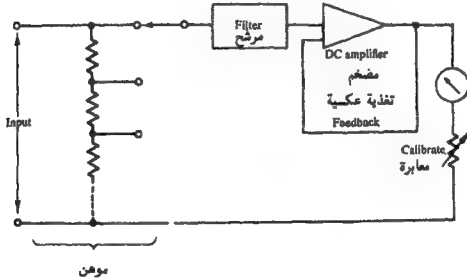 Filter
مرشح
DC amplifier
مضخم
تغذية عكسية
Feedback
Input
Calibrate
معايرة
موهن